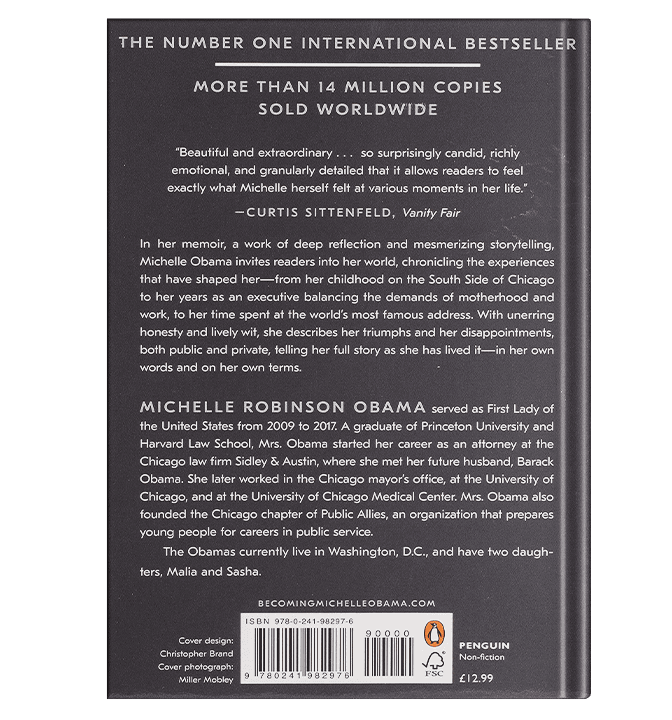 THE NUMBER ONE INTERNATIONAL BESTSELLER
MORE THAN 14 MILLION COPIES
SOLD WORLDWIDE
“Beautiful and extraordinary . . . so surprisingly candid, richly
emotional, and granularly detailed that it allows readers to feel
exactly what Michelle herself felt at various moments in her life.”
—CURTIS SITTENFELD, Vanity Fair
In her memoir, a work of deep reflection and mesmerizing storytelling,
Michelle Obama invites readers into her world, chronicling the experiences
that have shaped her—from her childhood on the South Side of Chicago
to her years as an executive balancing the demands of motherhood and
work, to her time spent at the world’s most famous address. With unerring
honesty and lively wit, she describes her triumphs and her disappointments,
both public and private, telling her full story as she has lived it—in her own
words and on her own terms.
MICHELLE ROBINSON OBAMA served as First Lady of
the United States from 2009 to 2017. A graduate of Princeton University and
Harvard Law School, Mrs. Obama started her career as an attorney at the
Chicago law firm Sidley & Austin, where she met her future husband, Barack
Obama. She later worked in the Chicago mayor’s office, at the University of
Chicago, and at the University of Chicago Medical Center. Mrs. Obama also
founded the Chicago chapter of Public Allies, an organization that prepares
young people for careers in public service.
The Obamas currently live in Washington, D.C., and have two daugh-
ters, Malia and Sasha.
BECOMINGMICHELLEOBAMA.COM
ISBN 978-0-241-98297-6
90000
9 780241 982976
Cover design:
Christopher Brand
Cover photograph:
Miller Mobley
FSC
PENGUIN
Non-fiction
£12.99